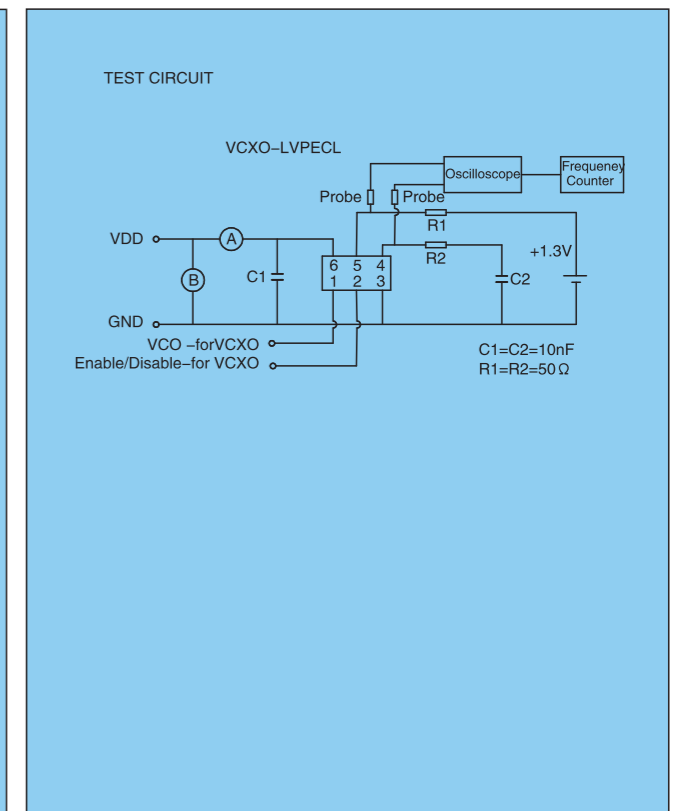 TEST CIRCUIT
VCXO–LVPECL
Oscilloscope
Frequeney
Counter
Probe
Probe
R1
VDD
A
+1.3V
R2
6 5 4
B
C1
1 2 3
C2
GND
VCO –forVCXO
C1=C2=10nF
Enable/Disable–for VCXO
R1=R2=50Ω